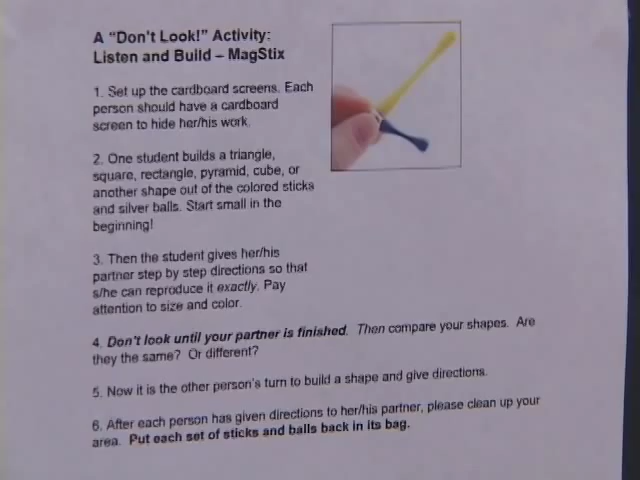 A “Don't Look!” Activity:
Listen and Build – MagStix
1. Set up the cardboard screens. Each
person should have a cardboard
screen to hide her/his work.
2. One student builds a triangle,
square, rectangle, pyramid, cube, or
another shape out of the colored sticks
and silver balls. Start small in the
beginning!
3. Then the student gives her/his
partner step by step directions so that
s/he can reproduce it exactly. Pay
attention to size and color.
4. Don't look until your partner is finished. Then compare your shapes. Are
they the same? Or different?
5. Now it is the other person's turn to build a shape and give directions.
6. After each person has given directions to her/his partner, please clean up your
area. Put each set of sticks and balls back in its bag.